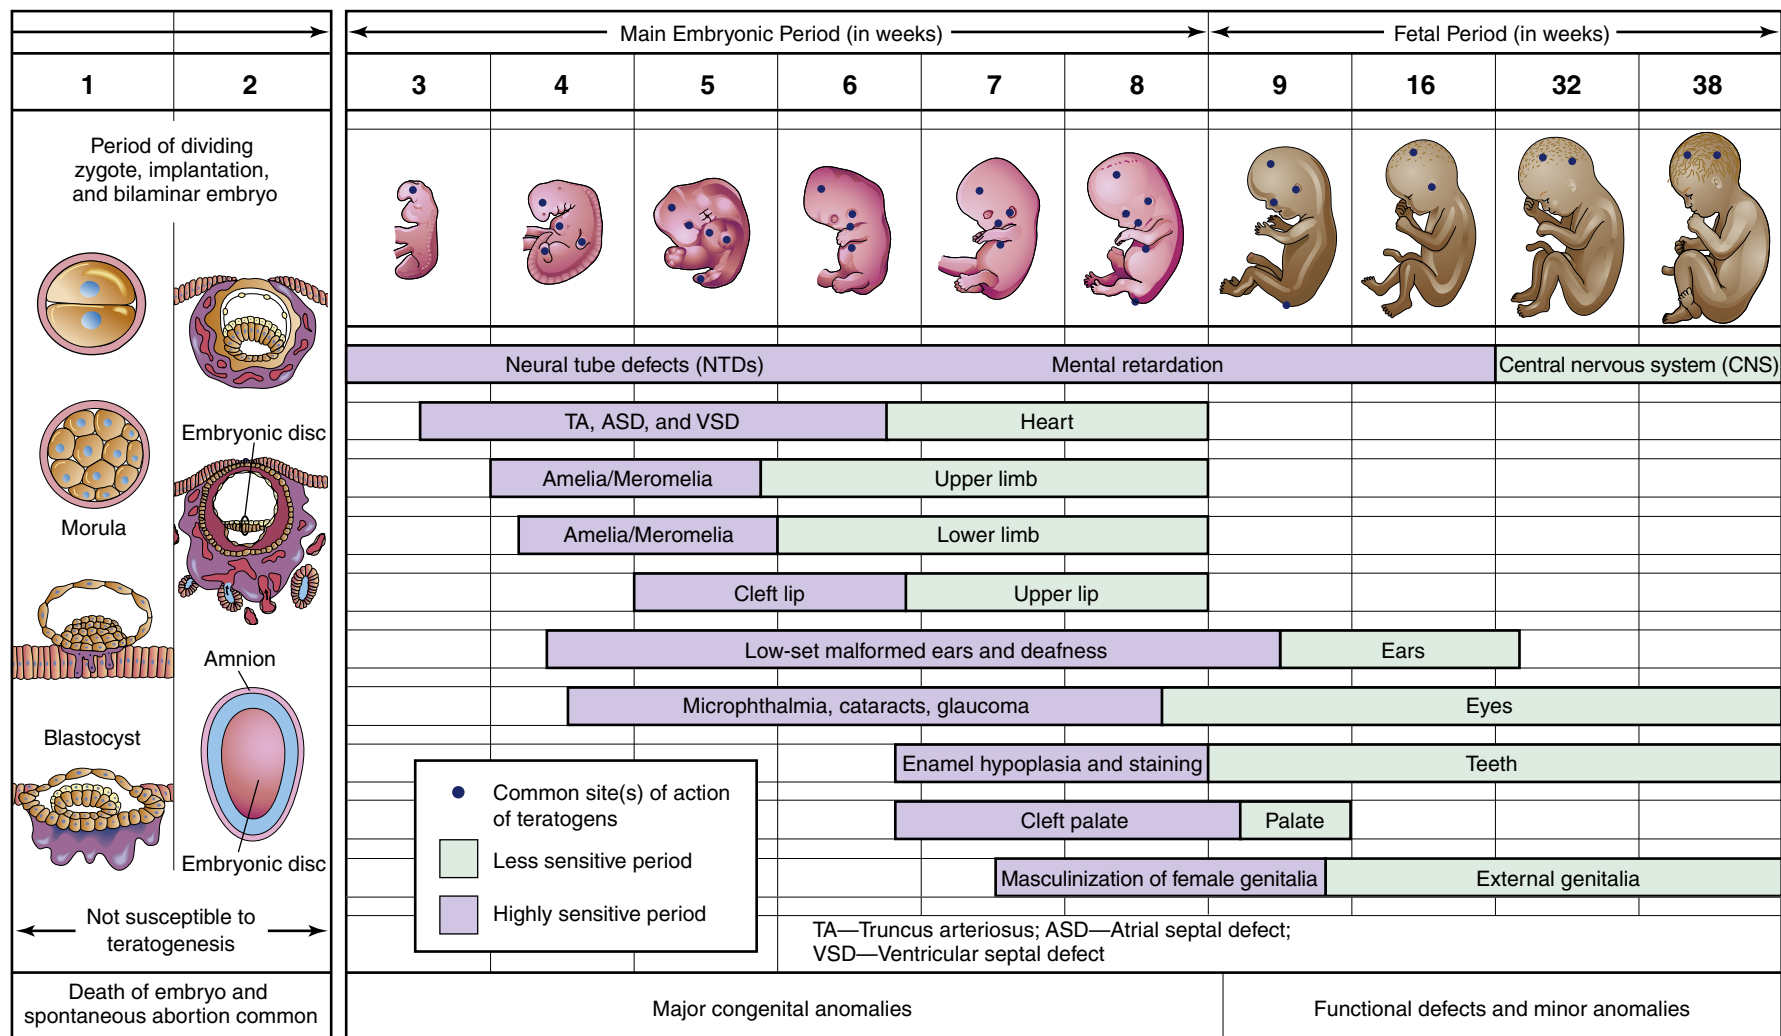 Main Embryonic Period (in weeks)
Fetal Period (in weeks)
1
2
3
4
5
6
7
8
9
16
32
38
Period of dividing
zygote, implantation,
and bilaminar embryo
Embryonic disc
Morula
Amnion
Blastocyst
Embryonic disc
Not susceptible to
teratogenesis
Death of embryo and
spontaneous abortion common
Neural tube defects (NTDs)
Mental retardation
Central nervous system (CNS)
TA, ASD, and VSD
Heart
Amelia/Meromelia
Upper limb
Amelia/Meromelia
Lower limb
Cleft lip
Upper lip
Low-set malformed ears and deafness
Ears
Microphthalmia, cataracts, glaucoma
Eyes
Enamel hypoplasia and staining
Teeth
Cleft palate
Palate
Masculinization of female genitalia
External genitalia
Common site(s) of action
of teratogens
Less sensitive period
Highly sensitive period
TA—Truncus arteriosus; ASD—Atrial septal defect;
VSD—Ventricular septal defect
Major congenital anomalies
Functional defects and minor anomalies